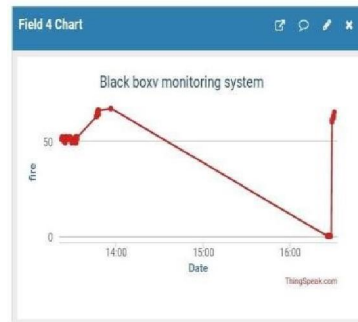 Field 4 Chart
Black boxv monitoring system
50
fire
0
14:00
15:00
16:00
Date
ThingSpeak.com